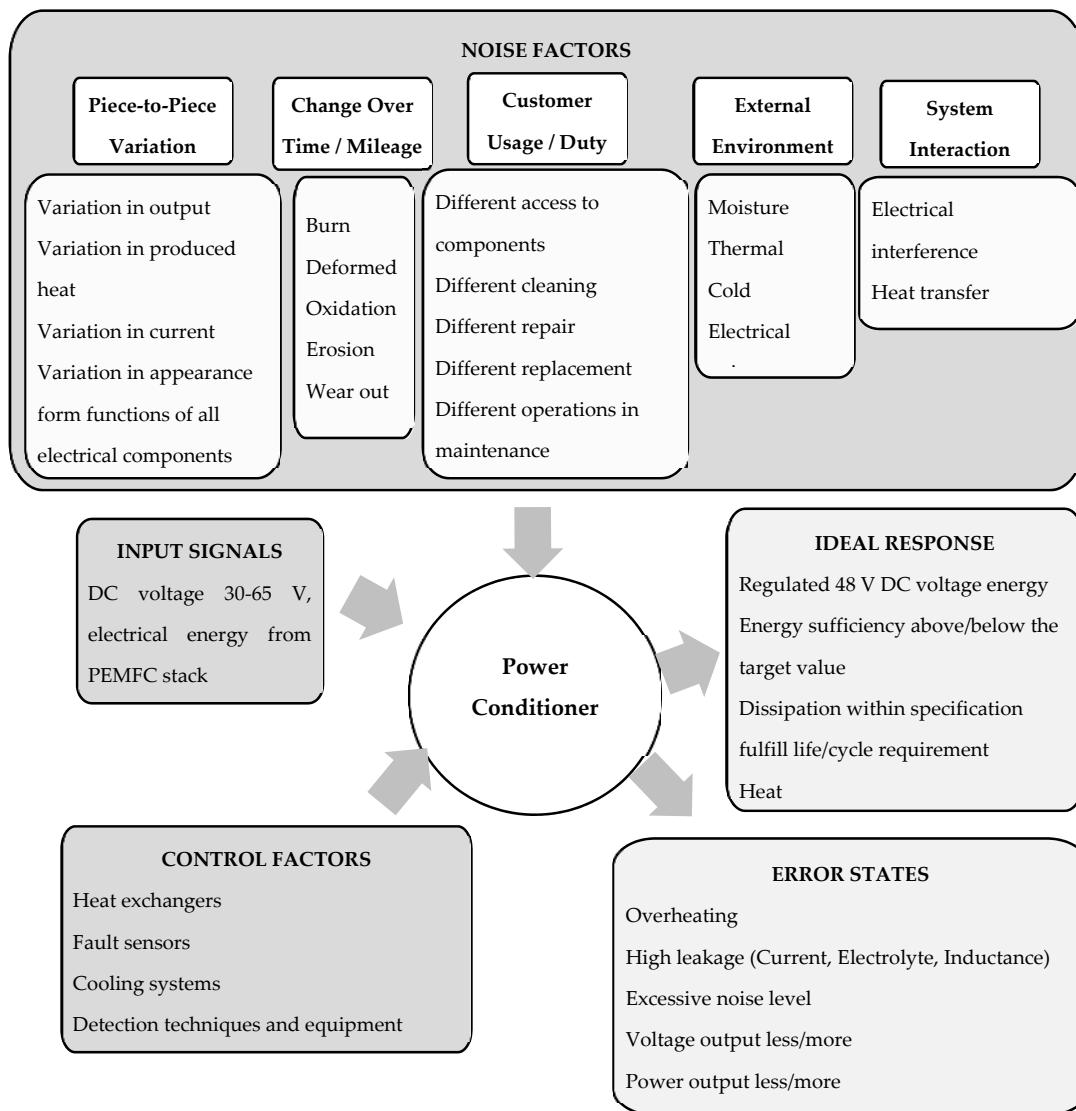 NOISE FACTORS
Piece-to-Piece
Variation
Change Over
Time / Mileage
Customer
Usage / Duty
External
Environment
System
Interaction
Variation in output
Variation in produced
heat
Variation in current
Variation in appearance
form functions of all
electrical components
Burn
Deformed
Oxidation
Erosion
Wear out
Different access to
components
Different cleaning
Different repair
Different replacement
Different operations in
maintenance
Moisture
Thermal
Cold
Electrical
Electrical
interference
Heat transfer
INPUT SIGNALS
DC voltage 30-65 V,
electrical energy from
PEMFC stack
Power
Conditioner
IDEAL RESPONSE
Regulated 48 V DC voltage energy
Energy sufficiency above/below the
target value
Dissipation within specification
fulfill life/cycle requirement
Heat
CONTROL FACTORS
Heat exchangers
Fault sensors
Cooling systems
Detection techniques and equipment
ERROR STATES
Overheating
High leakage (Current, Electrolyte, Inductance)
Excessive noise level
Voltage output less/more
Power output less/more